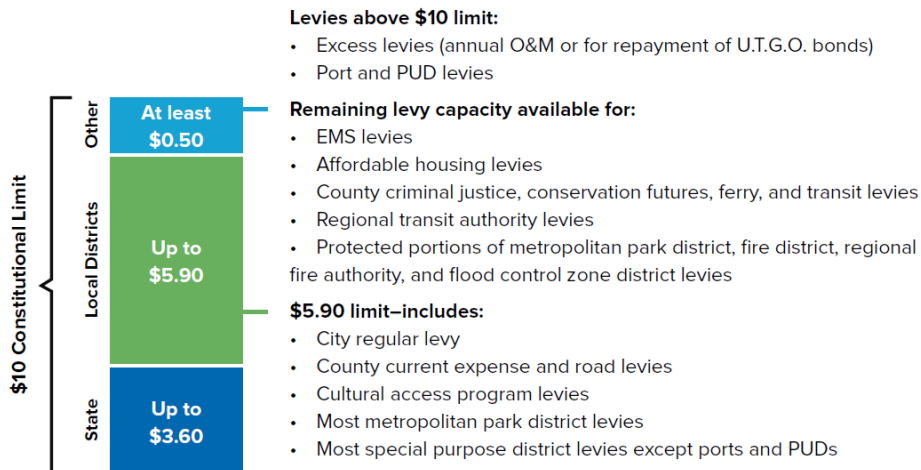 Levies above $10 limit:
• Excess levies (annual O&M or for repayment of U.T.G.O. bonds)
• Port and PUD levies
$10 Constitutional Limit
Other
At least
$0.50
Remaining levy capacity available for:
• EMS levies
• Affordable housing levies
• County criminal justice, conservation futures, ferry, and transit levies
• Regional transit authority levies
• Protected portions of metropolitan park district, fire district, regional
fire authority, and flood control zone district levies
Local Districts
Up to
$5.90
$5.90 limit–includes:
• City regular levy
• County current expense and road levies
• Cultural access program levies
• Most metropolitan park district levies
• Most special purpose district levies except ports and PUDs
State
Up to
$3.60